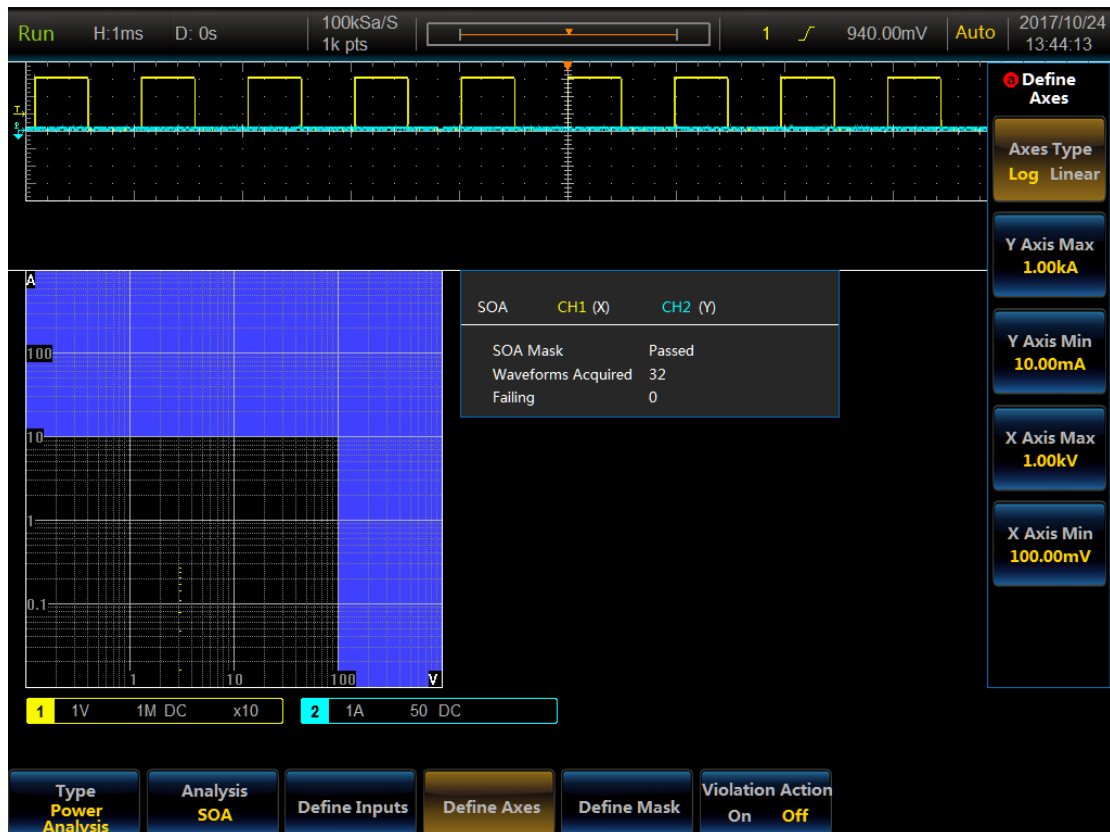 Run H:1ms D: 0s 100kSa/S 1 940.00mV Auto 2017/10/24
1k pts 13:44:13
T
2
a Define
Axes
Axes Type
Log Linear
Y Axis Max
1.00kA
Y Axis Min
10.00mA
X Axis Max
1.00kV
X Axis Min
100.00mV
A
100
10
1
0.1
1 10 100 V
SOA CH1 (X) CH2 (Y)
SOA Mask Passed
Waveforms Acquired 32
Failing 0
1 1V 1M DC x10 2 1A 50 DC
Type
Power
Analysis
Analysis
SOA
Define Inputs
Define Axes
Define Mask
Violation Action
On Off